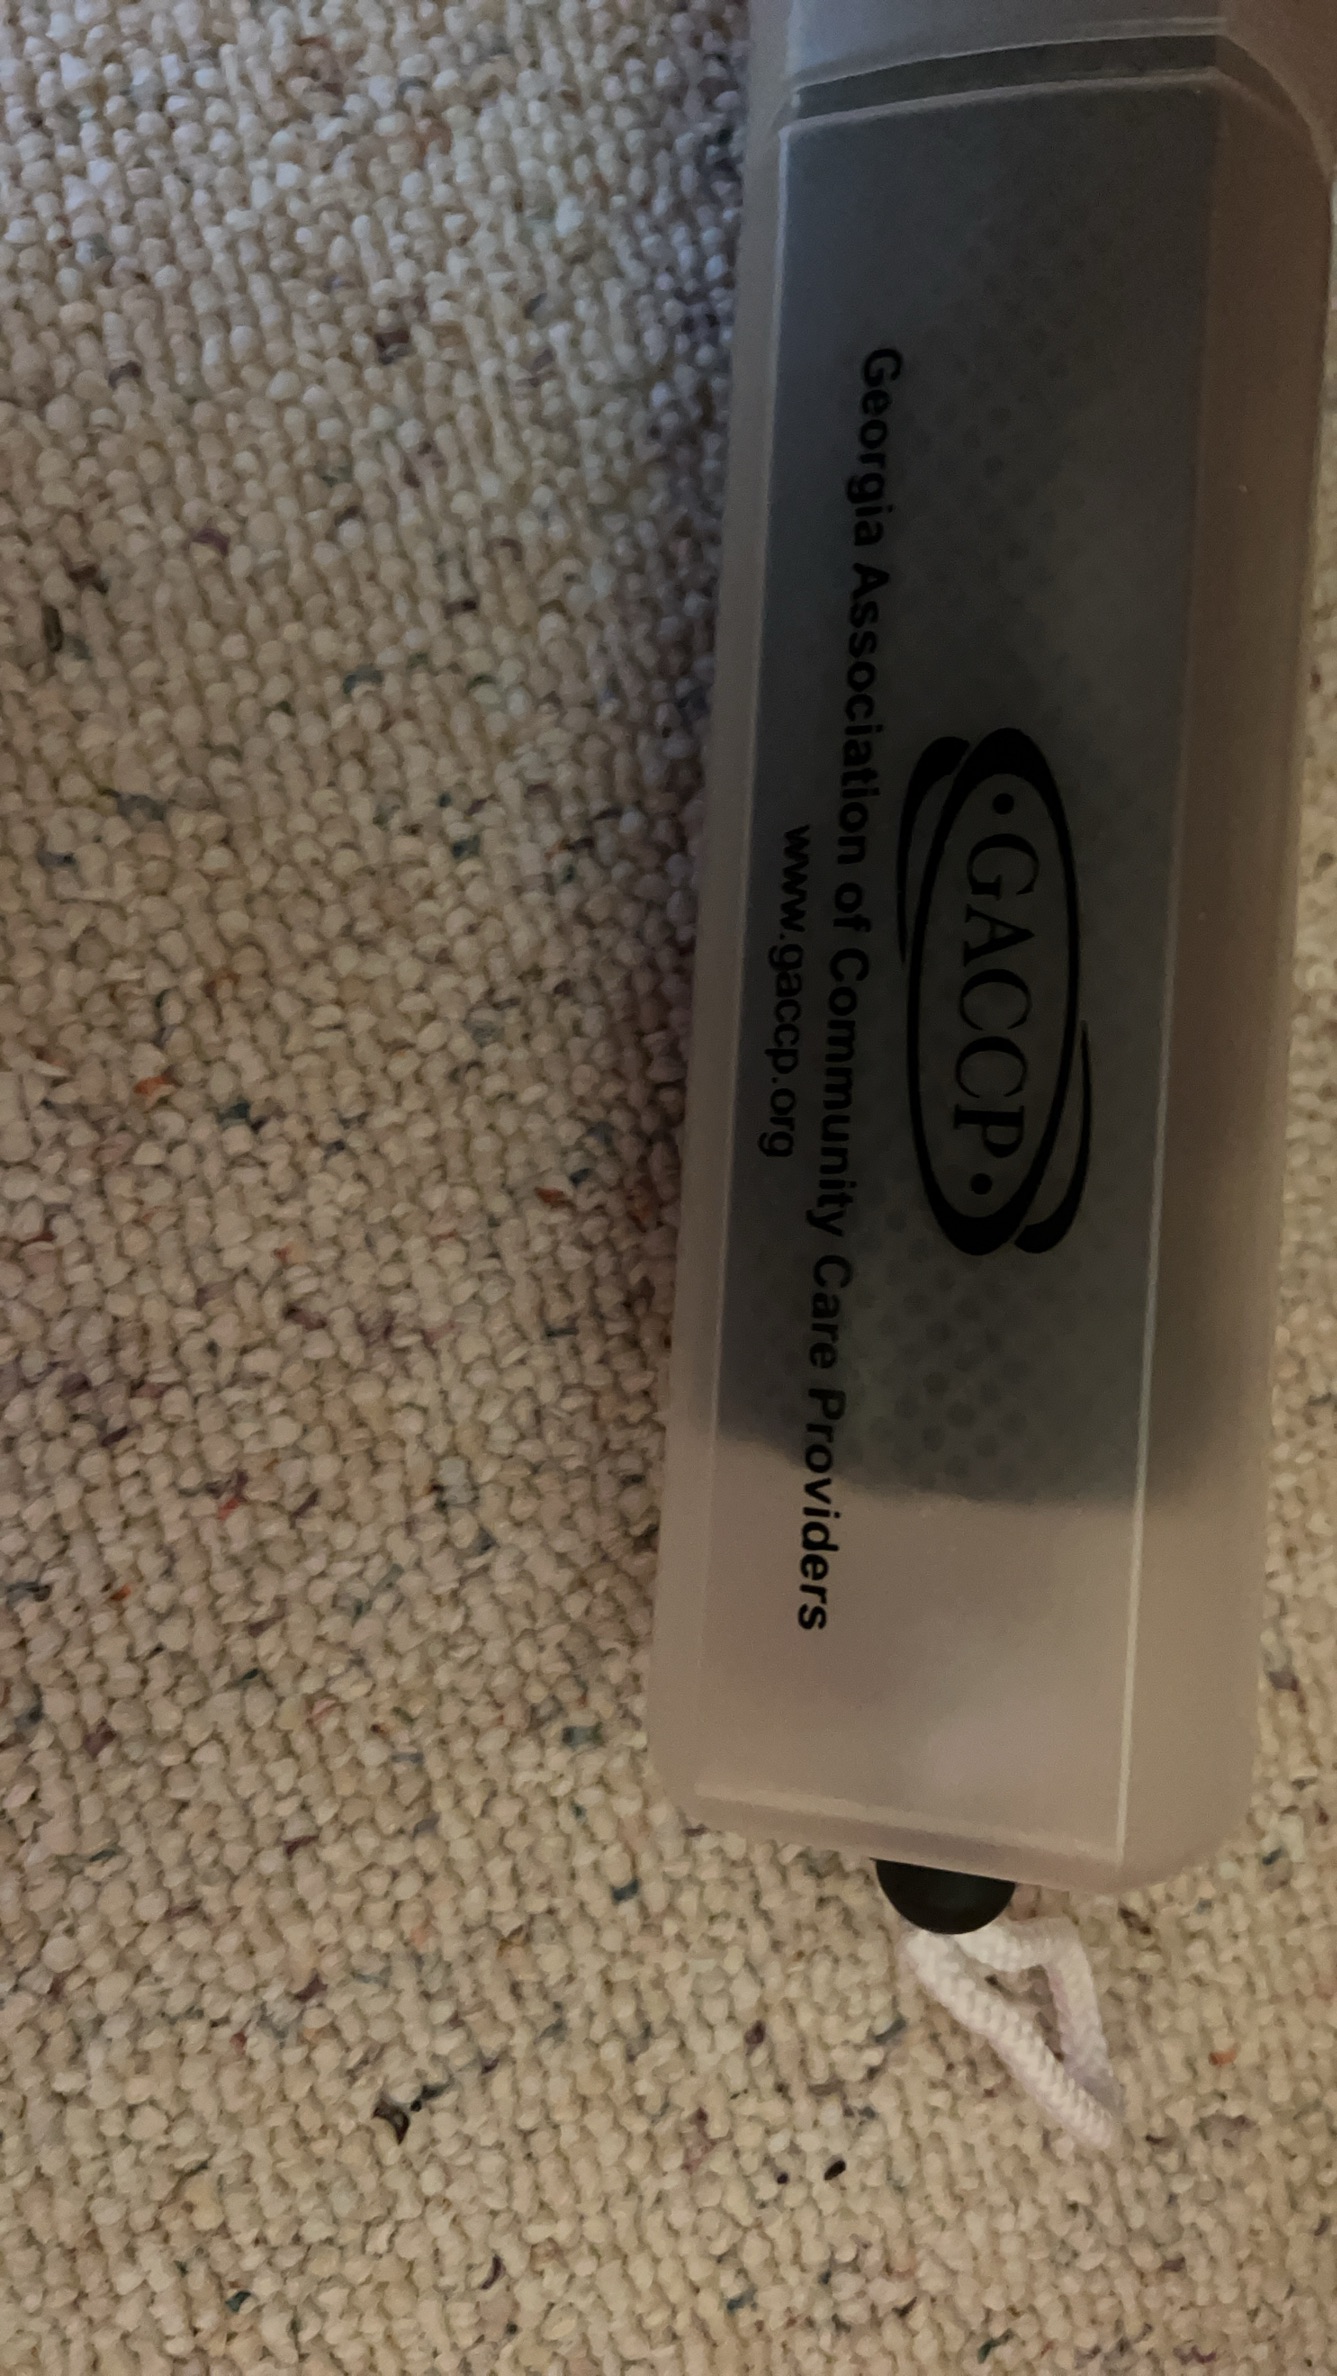 GACCP
Georgia Association of Community Care Providers
www.gaccp.org